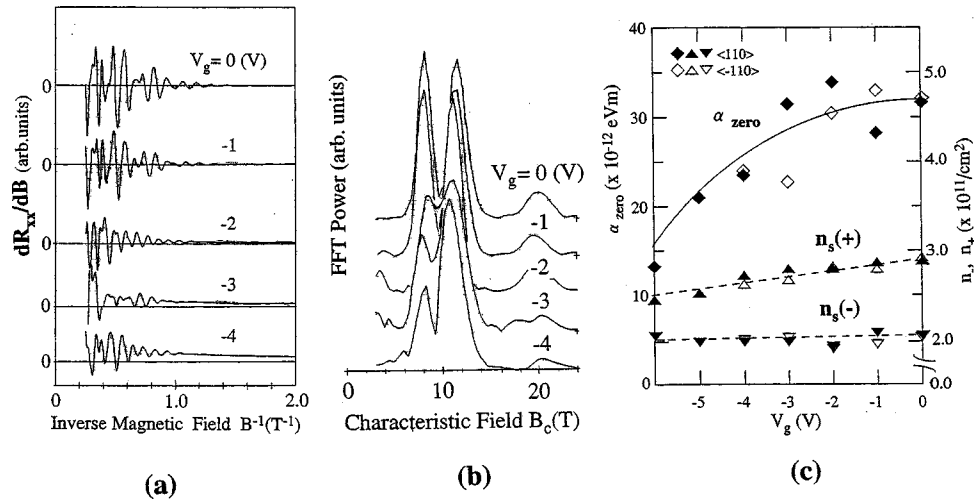 V_g= 0 (V)
0
-1
0
-2
0
-3
0
-4
0
dR_xx/dB (arb.units)
0
1.0
2.0
Inverse Magnetic Field B^-1(T^-1)
(a)
FFT Power (arb. units)
V_g= 0 (V)
-1
-2
-3
-4
0
10
20
Characteristic Field B_c(T)
(b)
◆▲▼ <110>
◇△▽ <-110>
α_zero
n_s(+)
n_s(-)
40
30
20
10
0
α_zero (x 10^-12 eVm)
5.0
4.0
3.0
2.0
0.0
n_-, n_+ (x 10^11/cm^2)
-5
-4
-3
-2
-1
0
V_g (V)
(c)